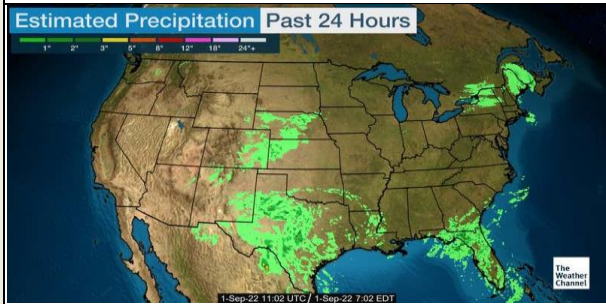 Estimated Precipitation Past 24 Hours
1" 2" 3" 5" 8" 12" 18" 24"+
The
Weather
Channel
1-Sep-22 11:02 UTC / 1-Sep-22 7:02 EDT